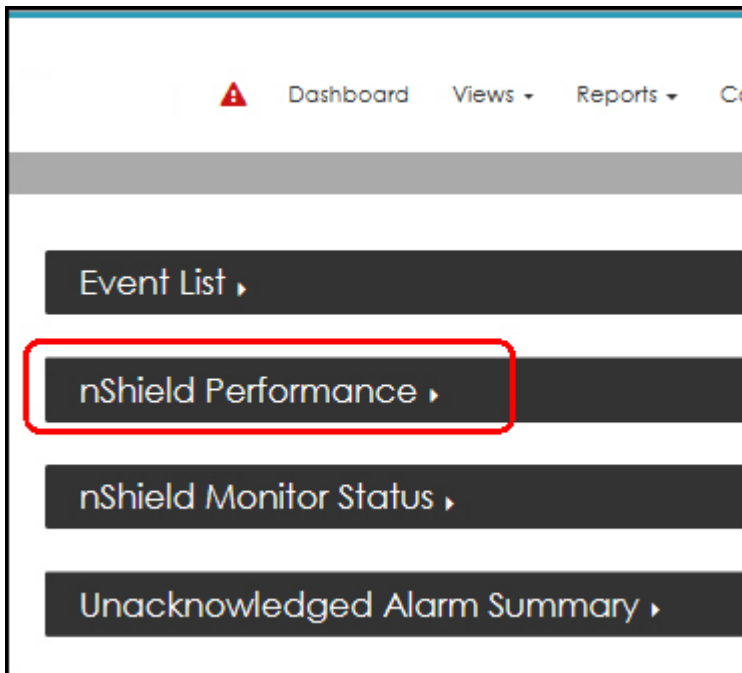 Dashboard Views Reports
Event List
nShield Performance
nShield Monitor Status
Unacknowledged Alarm Summary